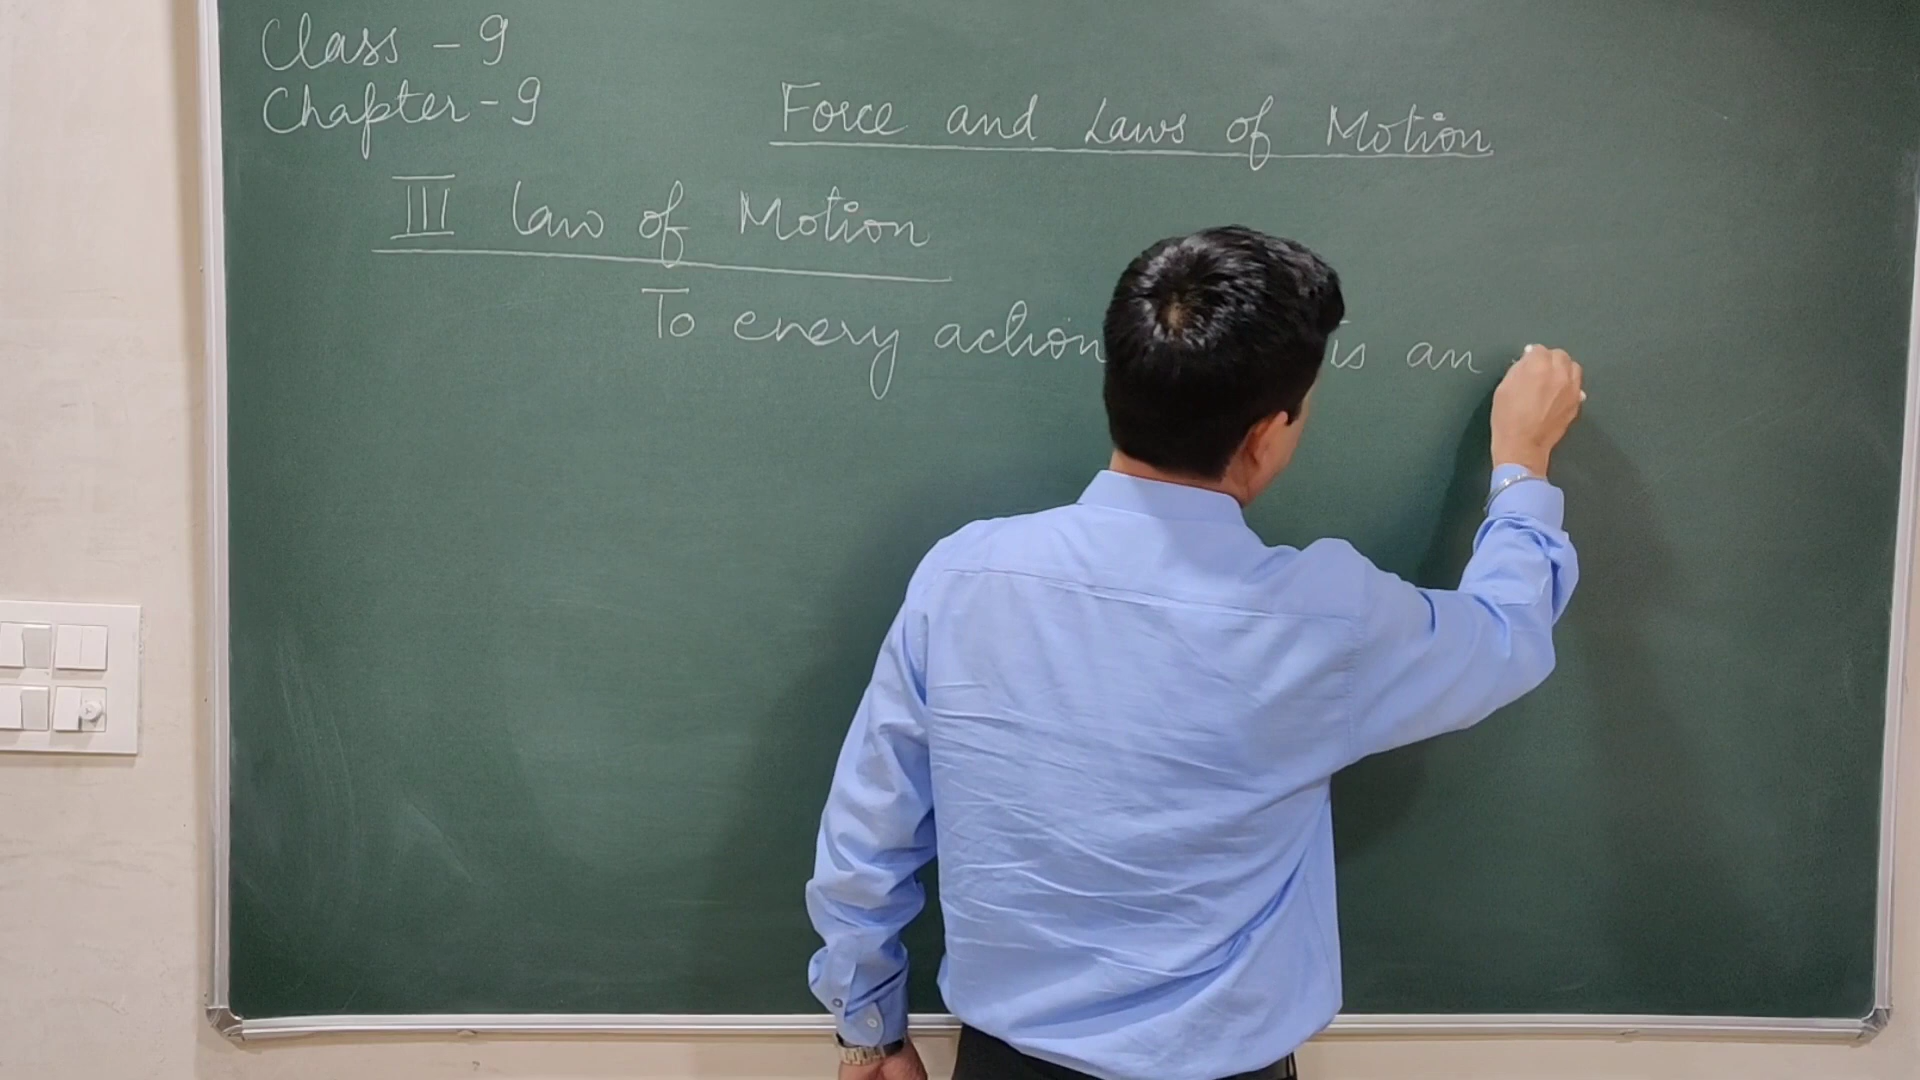 Class - 9
Chapter - 9
Force and Laws of Motion
III law of Motion
To every action is an